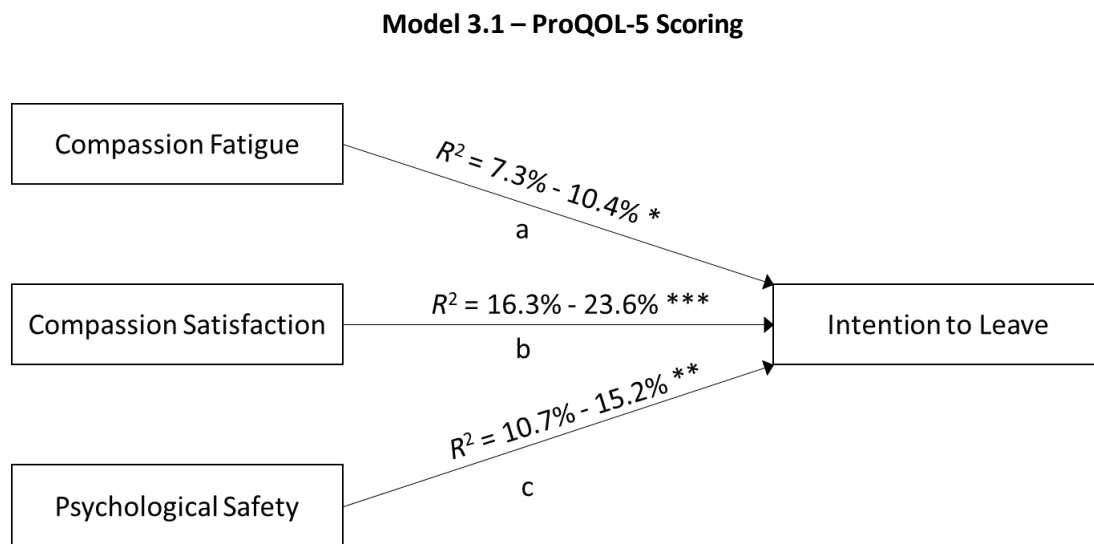 Model 3.1 – ProQOL-5 Scoring
Compassion Fatigue
R² = 7.3% - 10.4% *
a
Compassion Satisfaction
R² = 16.3% - 23.6% ***
b
Intention to Leave
R² = 10.7% - 15.2% **
c
Psychological Safety